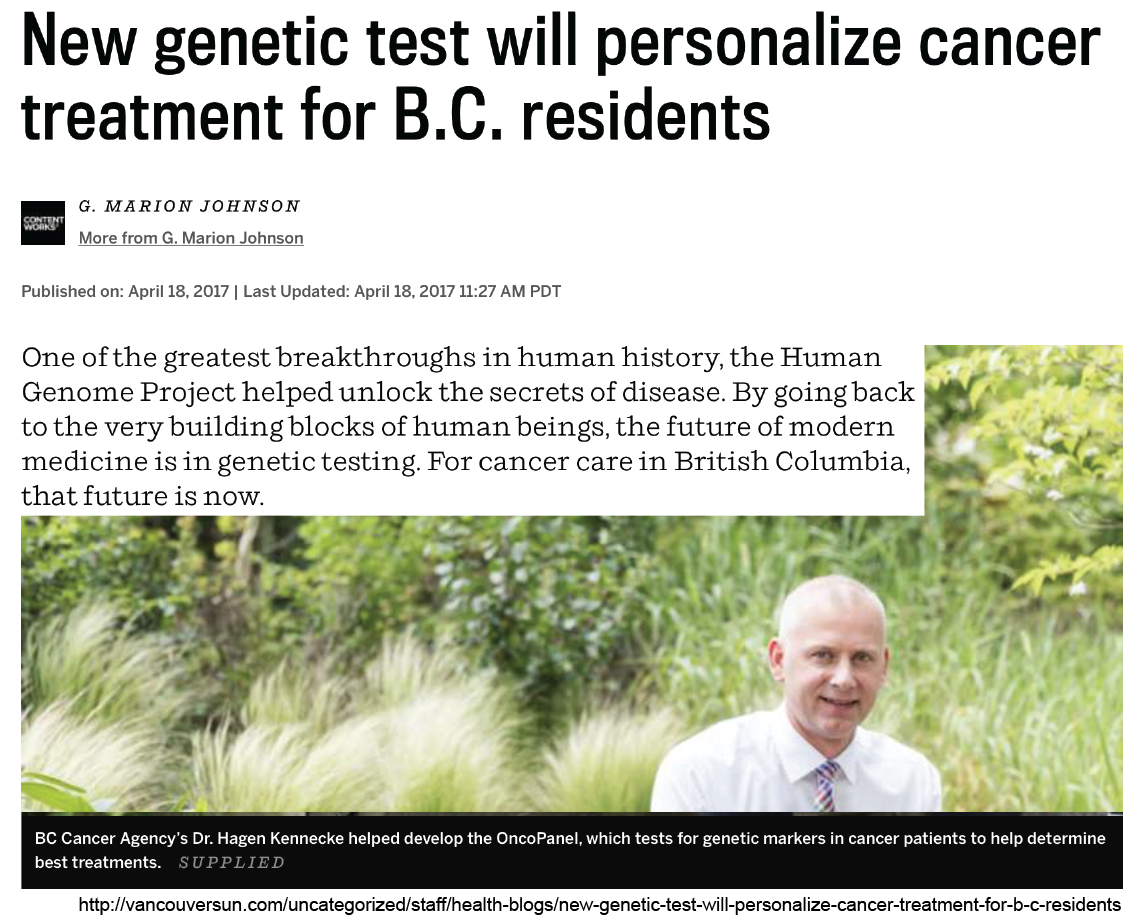 New genetic test will personalize cancer
treatment for B.C. residents
CONTENT
WORKS
G. MARION JOHNSON
More from G. Marion Johnson
Published on: April 18, 2017 | Last Updated: April 18, 2017 11:27 AM PDT
One of the greatest breakthroughs in human history, the Human
Genome Project helped unlock the secrets of disease. By going back
to the very building blocks of human beings, the future of modern
medicine is in genetic testing. For cancer care in British Columbia,
that future is now.
BC Cancer Agency's Dr. Hagen Kennecke helped develop the OncoPanel, which tests for genetic markers in cancer patients to help determine
best treatments. SUPPLIED
http://vancouversun.com/uncategorized/staff/health-blogs/new-genetic-test-will-personalize-cancer-treatment-for-b-c-residents